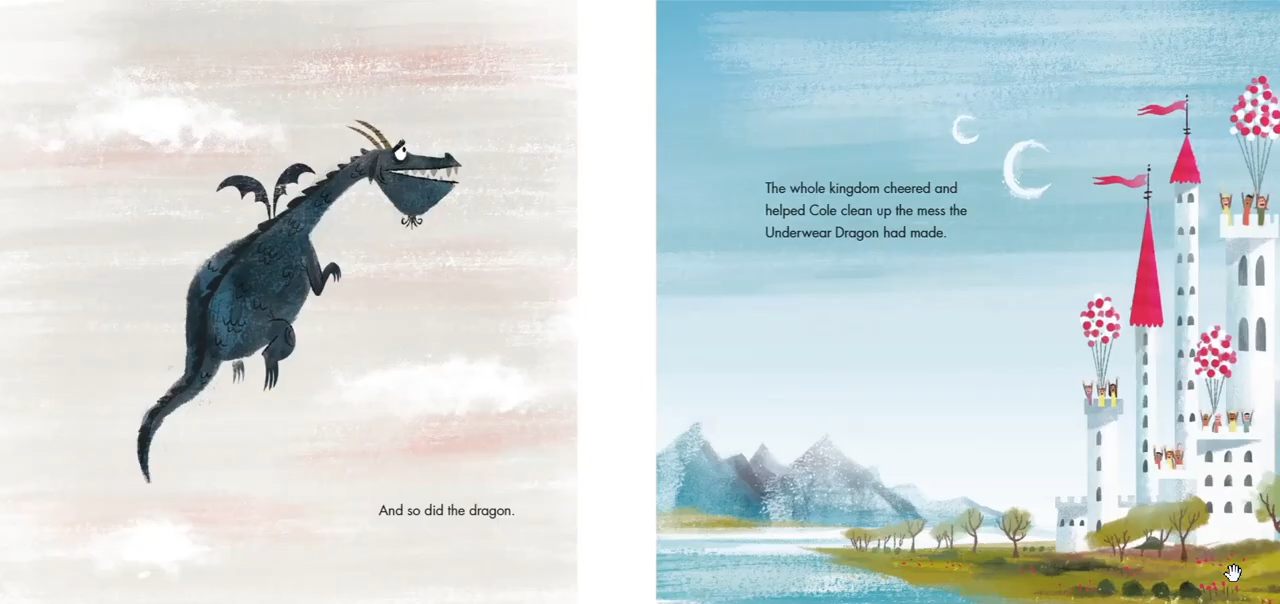 And so did the dragon.
The whole kingdom cheered and
helped Cole clean up the mess the
Underwear Dragon had made.